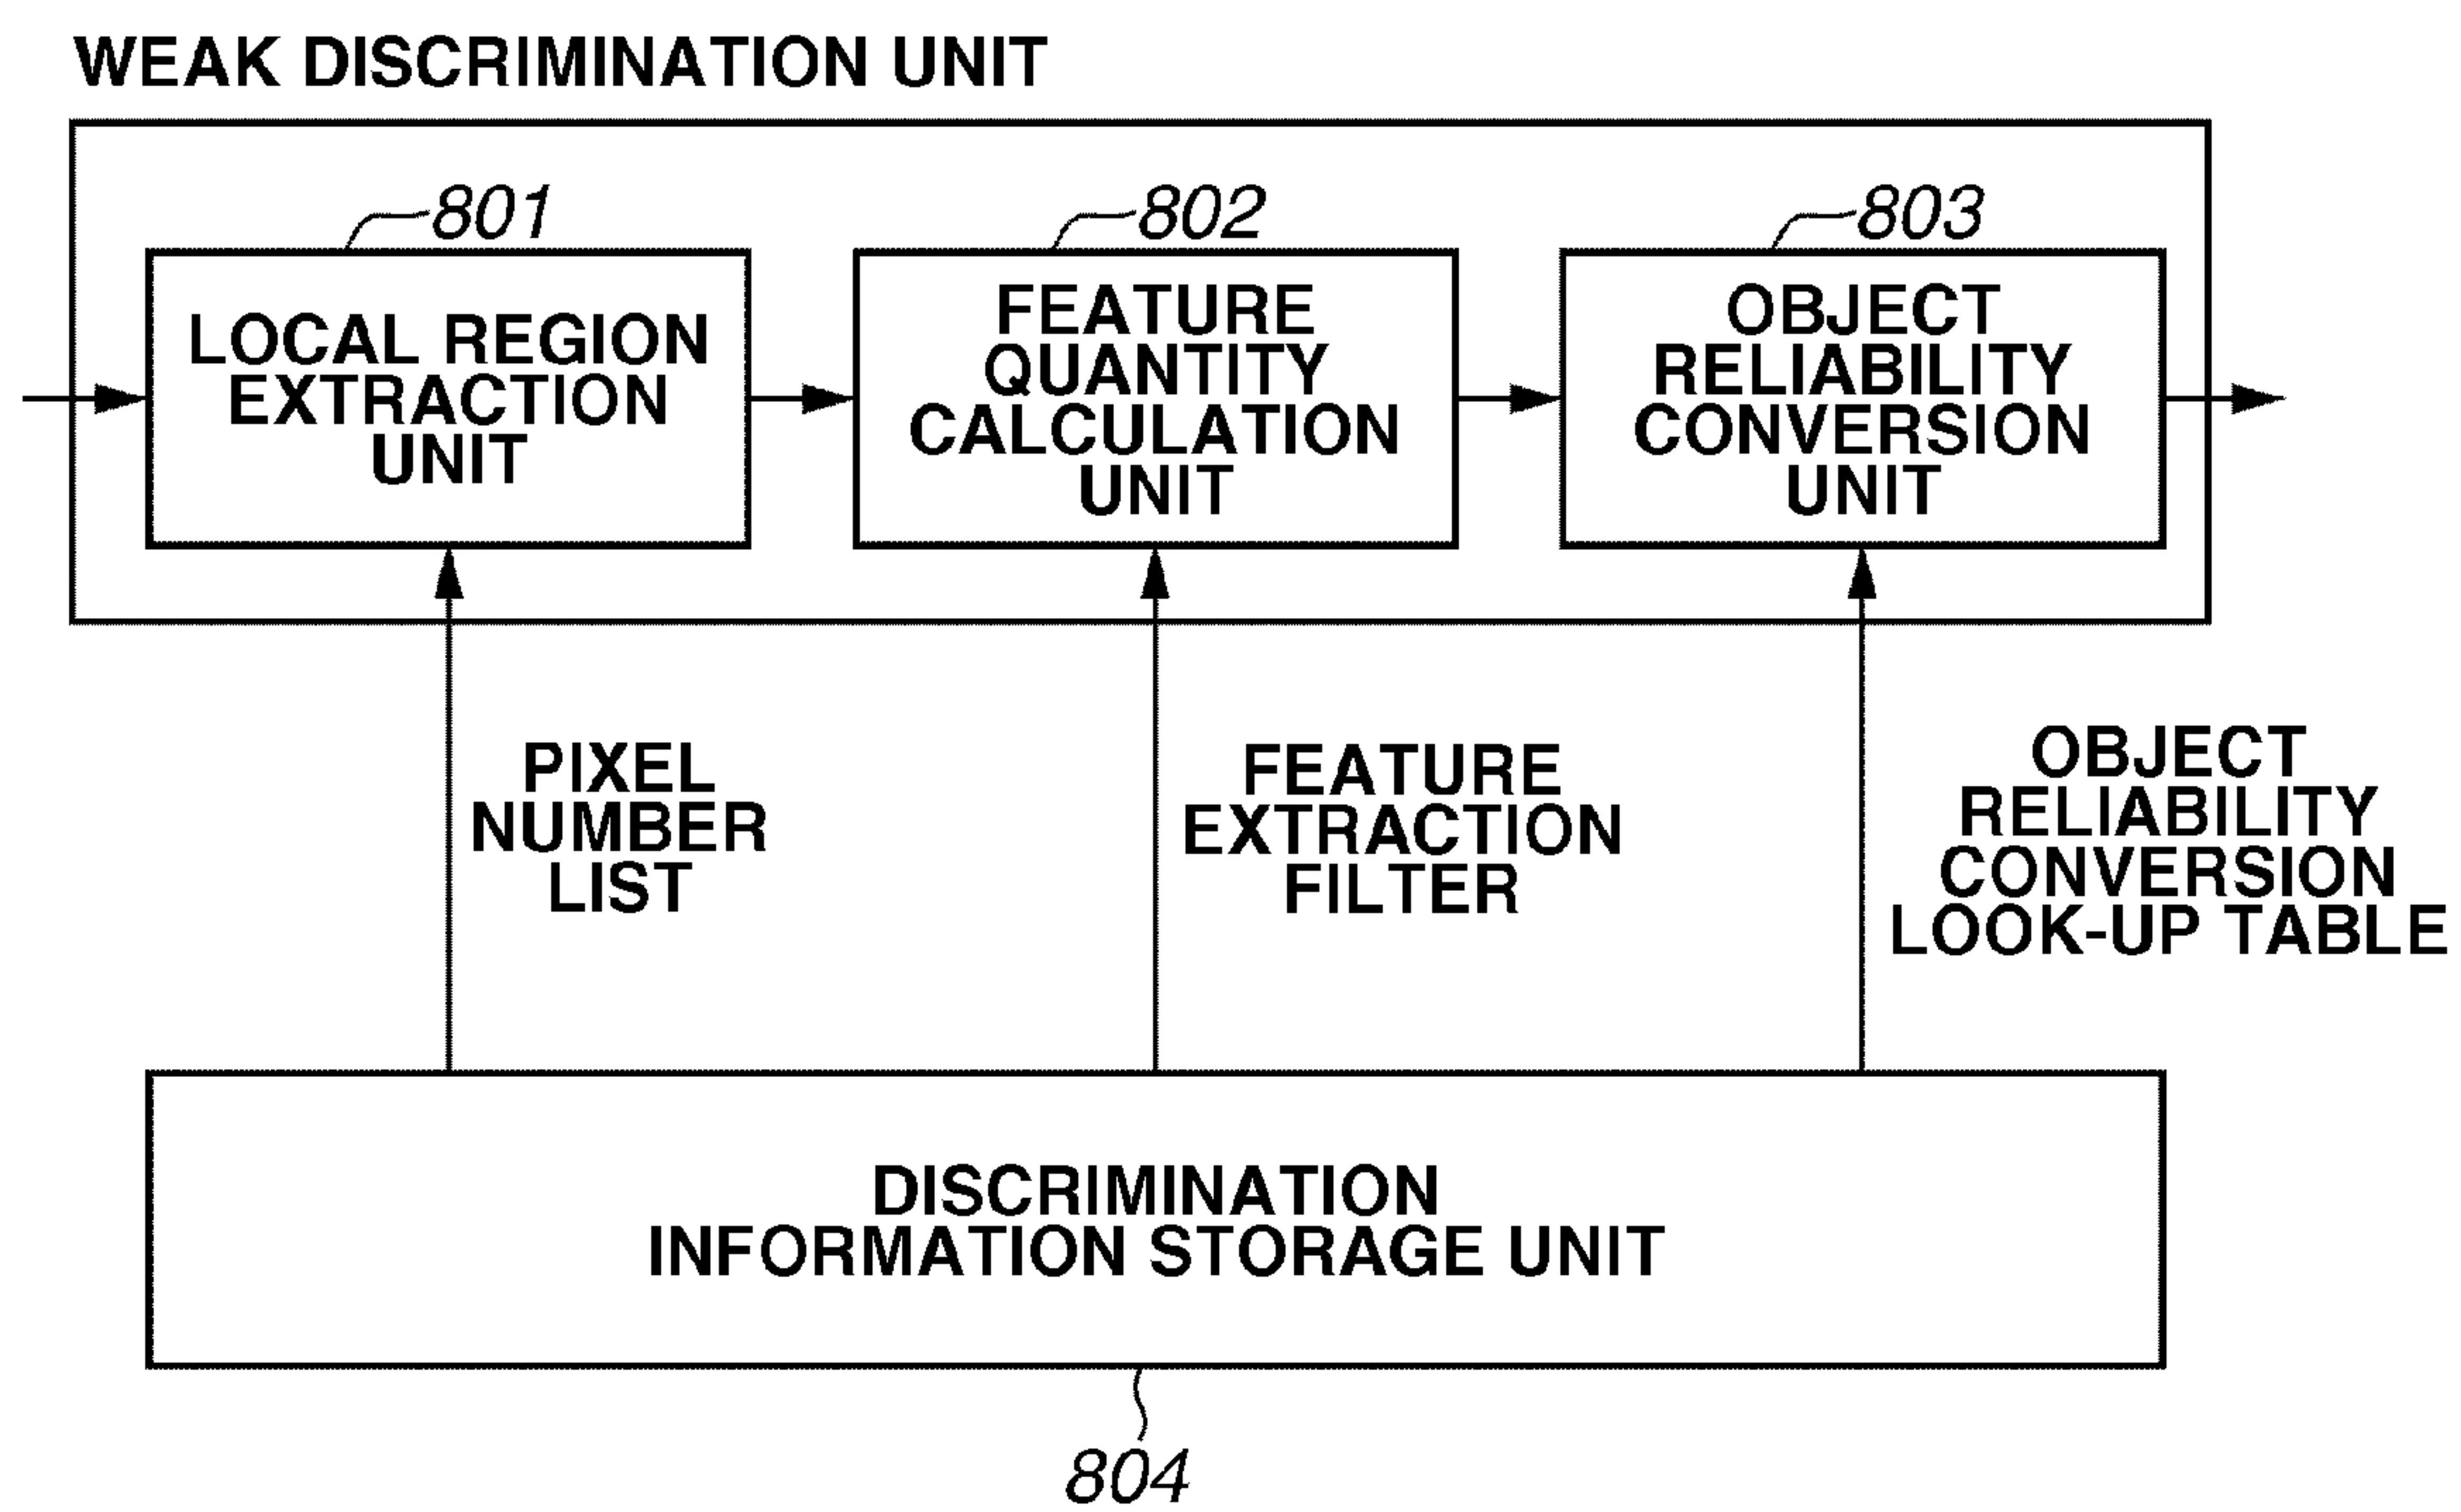 WEAK DISCRIMINATION UNIT
801
LOCAL REGION
EXTRACTION
UNIT
802
FEATURE
QUANTITY
CALCULATION
UNIT
803
OBJECT
RELIABILITY
CONVERSION
UNIT
PIXEL
NUMBER
LIST
FEATURE
EXTRACTION
FILTER
OBJECT
RELIABILITY
CONVERSION
LOOK-UP TABLE
DISCRIMINATION
INFORMATION STORAGE UNIT
804